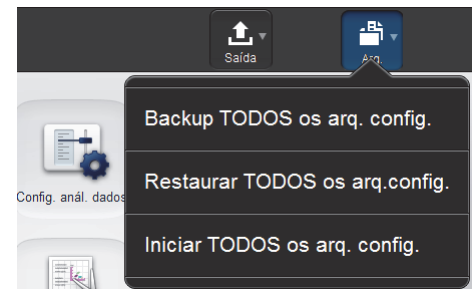 Saída
Arq.
Backup TODOS os arq. config.
Restaurar TODOS os arq.config.
Config. anál. dados
Iniciar TODOS os arq. config.